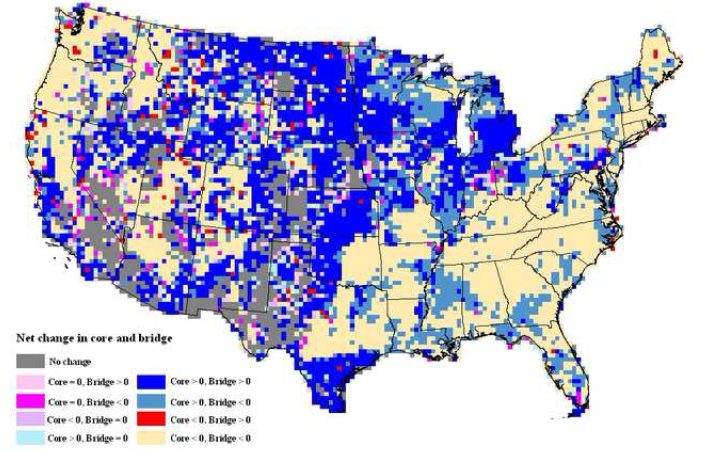 Net change in core and bridge
No change
Core = 0, Bridge > 0
Core = 0, Bridge < 0
Core < 0, Bridge = 0
Core > 0, Bridge = 0
Core > 0, Bridge > 0
Core > 0, Bridge < 0
Core < 0, Bridge > 0
Core < 0, Bridge < 0